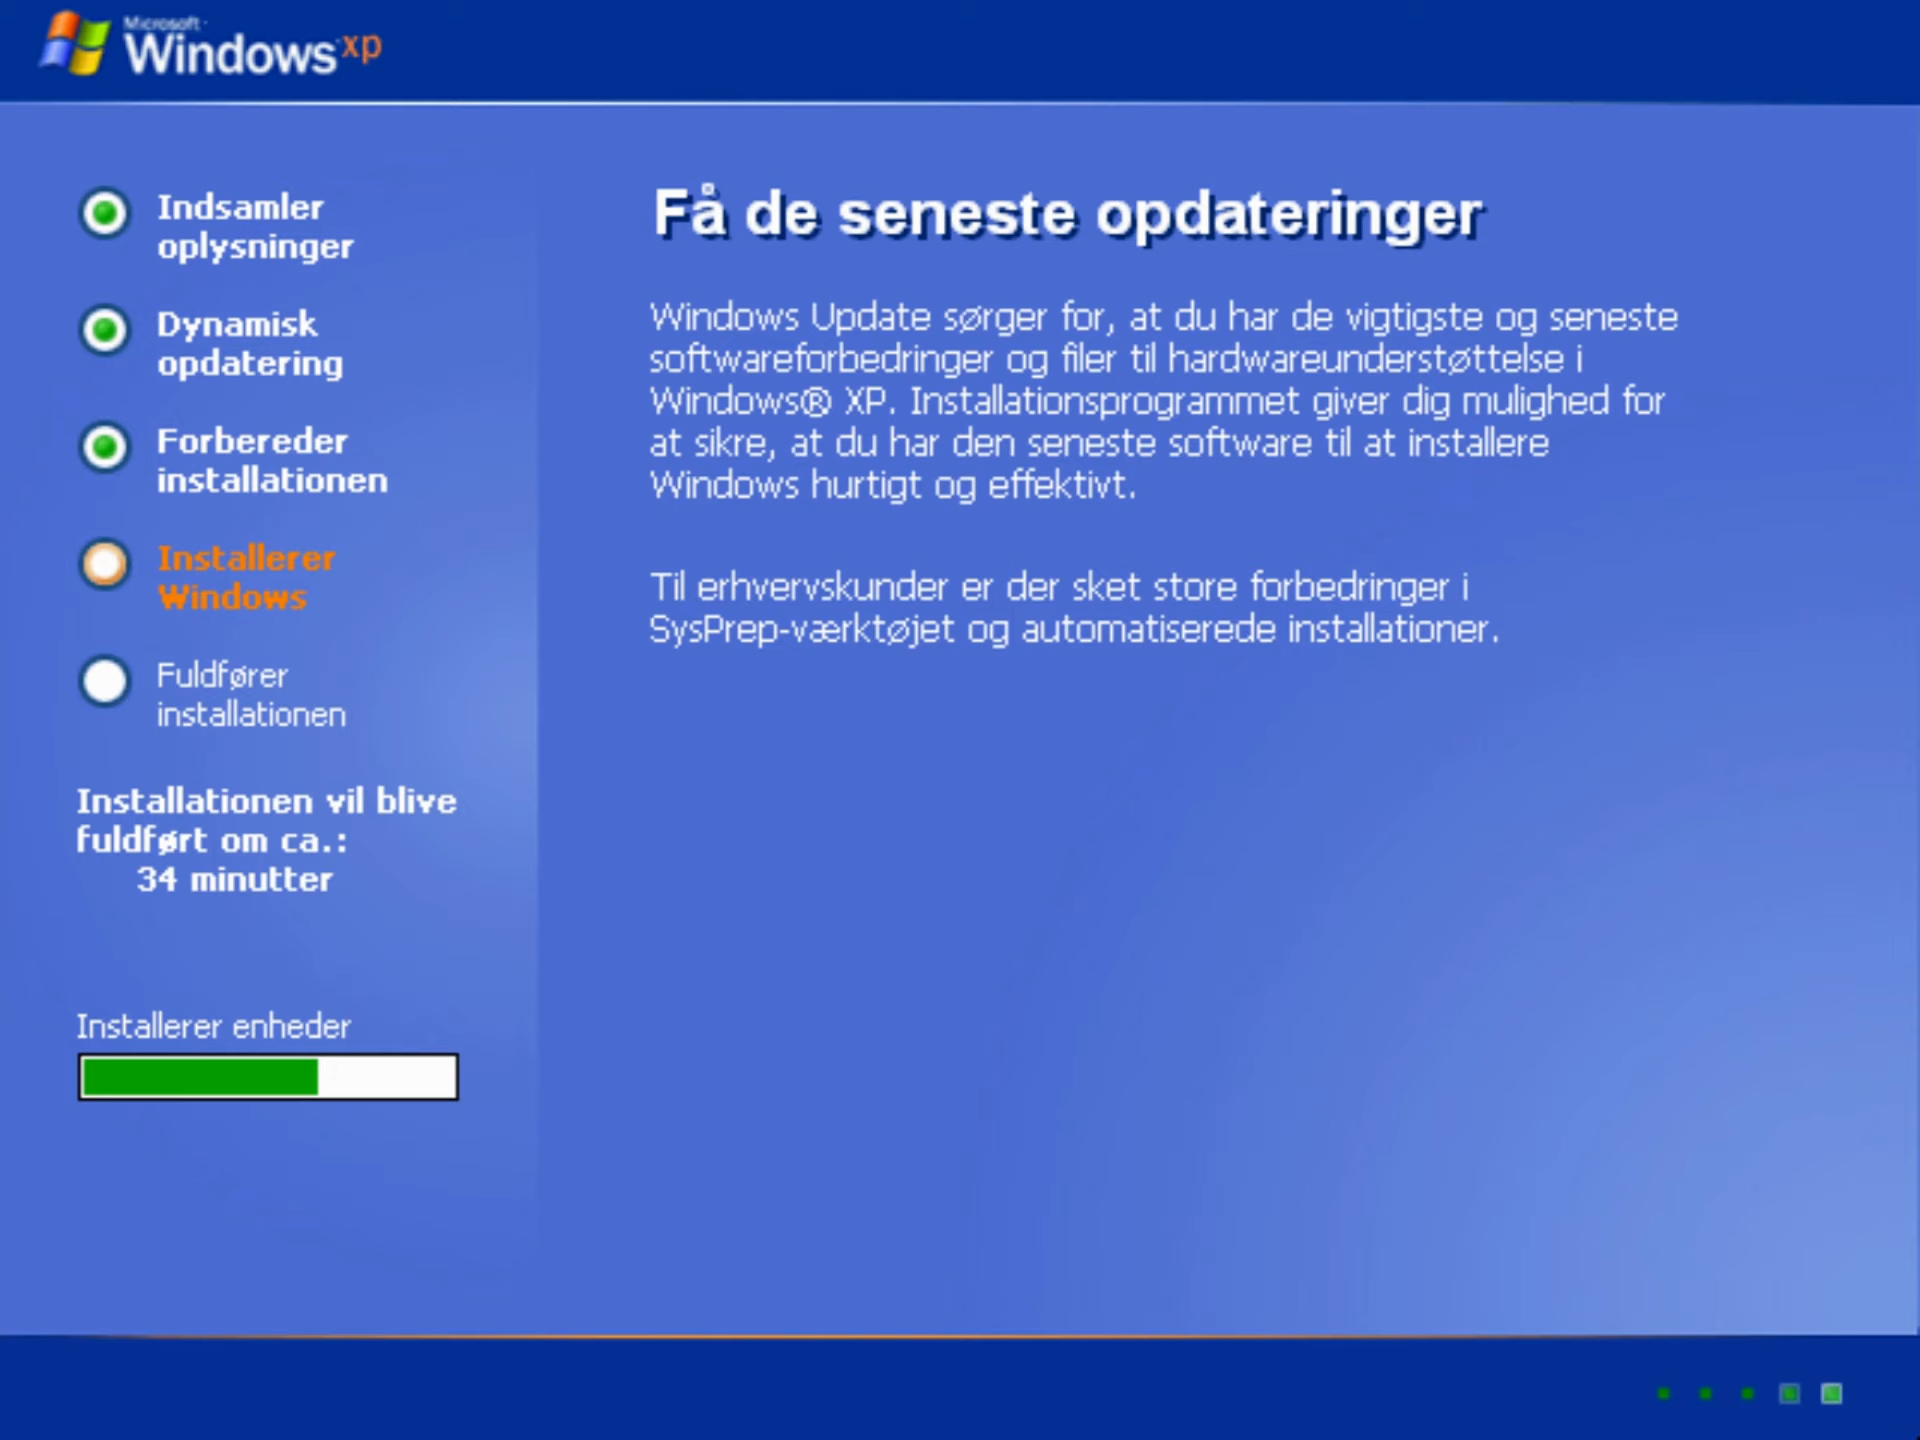 Microsoft
Windows xp
Indsamler
oplysninger
Dynamisk
opdatering
Forbereder
installationen
Installerer
Windows
Fuldfører
installationen
Installationen vil blive
fuldført om ca.:
34 minutter
Installerer enheder
Få de seneste opdateringer
Windows Update sørger for, at du har de vigtigste og seneste
softwareforbedringer og filer til hardwareunderstøttelse i
Windows® XP. Installationsprogrammet giver dig mulighed for
at sikre, at du har den seneste software til at installere
Windows hurtigt og effektivt.
Til erhvervskunder er der sket store forbedringer i
SysPrep-værktøjet og automatiserede installationer.